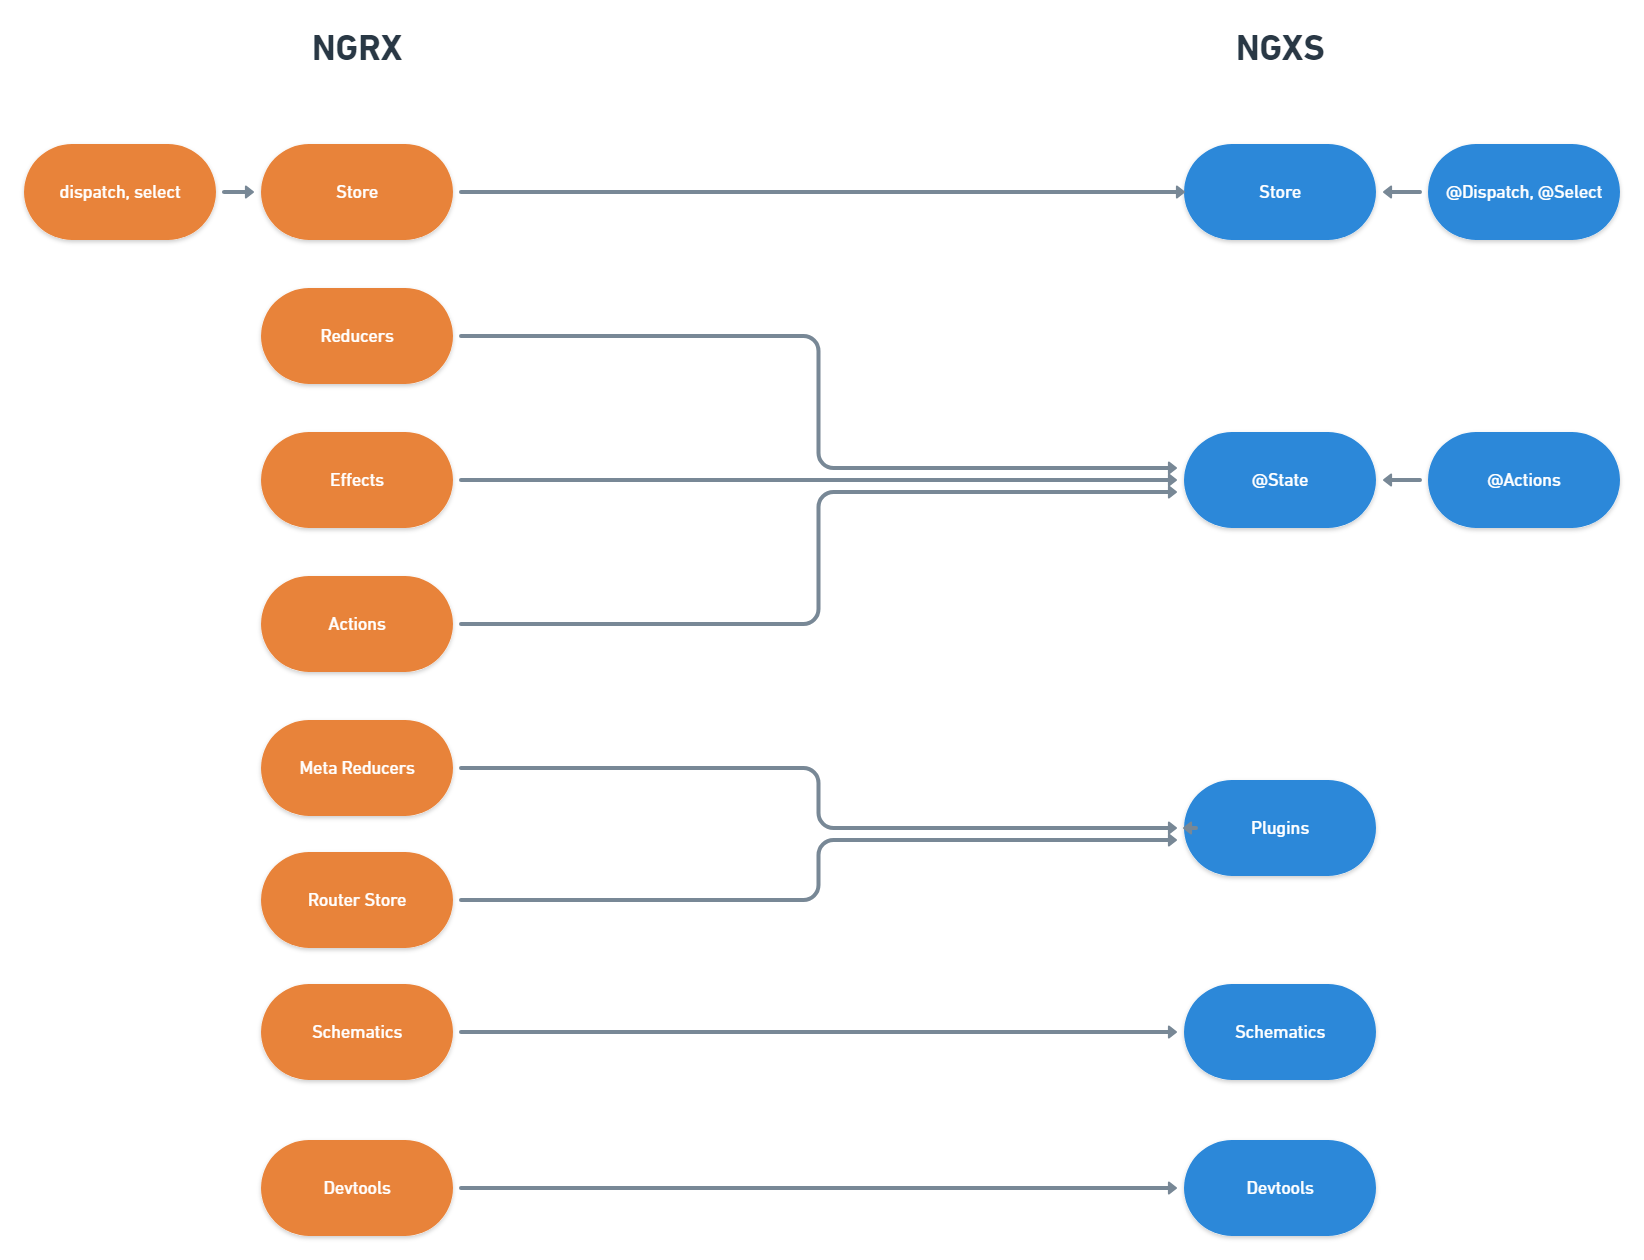 NGRX
NGXS
dispatch, select
Store
Store
@Dispatch, @Select
Reducers
Effects
@State
@Actions
Actions
Meta Reducers
Plugins
Router Store
Schematics
Schematics
Devtools
Devtools